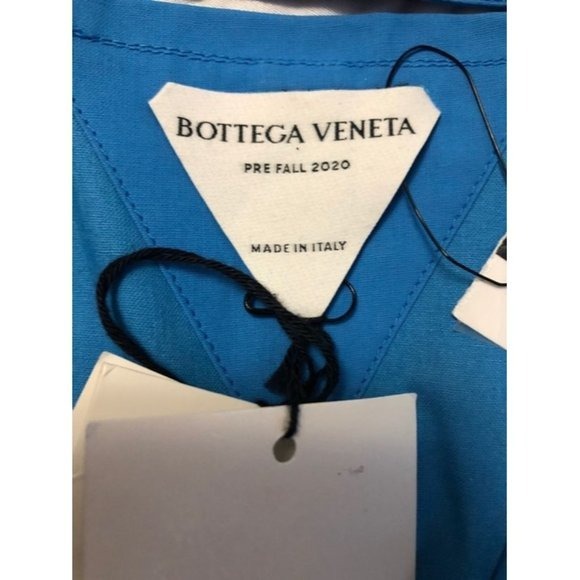 BOTTEGA VENETA
PRE FALL 2020
MADE IN ITALY